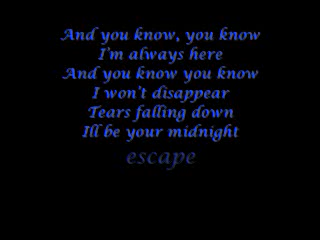 And you know, you know
I'm always here
And you know you know
I won't disappear
Tears falling down
Ill be your midnight
escape